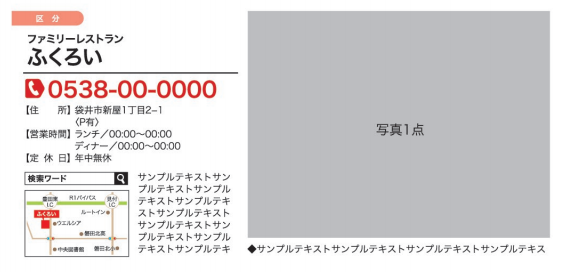 区 分
ファミリーレストラン
ふくろい
0538-00-0000
【住　所】袋井市新屋1丁目2−1
〈P有〉
【営業時間】ランチ／00:00〜00:00
ディナー／00:00〜00:00
【定 休 日】年中無休
検索ワード
サンプルテキストサン
プルテキストサンプル
テキストサンプルテキ
ストサンプルテキスト
サンプルテキストサン
プルテキストサンプル
テキストサンプルテキ
R1バイパス
I.C
I.C
ふくろい
ルートイン
ウエルシア
磐田北高
中央図書館
磐田北小
写真1点
◆サンプルテキストサンプルテキストサンプルテキストサンプルテキス